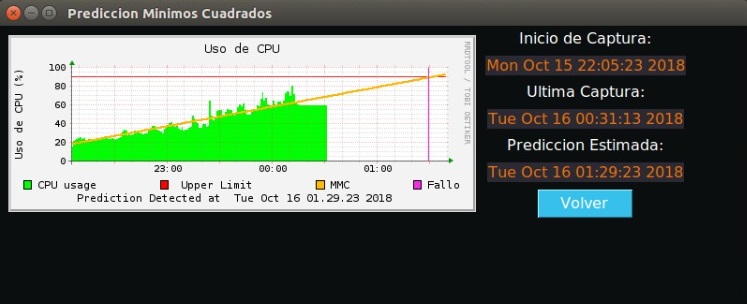 Prediccion Minimos Cuadrados
Uso de CPU
Uso de CPU (%)
100
80
60
40
20
0
23:00
00:00
01:00
RRDTOOL / TOBI OETIKER
CPU usage
Upper Limit
MMC
Fallo
Prediction Detected at Tue Oct 16 01.29.23 2018
Inicio de Captura:
Mon Oct 15 22:05:23 2018
Ultima Captura:
Tue Oct 16 00:31:13 2018
Prediccion Estimada:
Tue Oct 16 01:29:23 2018
Volver